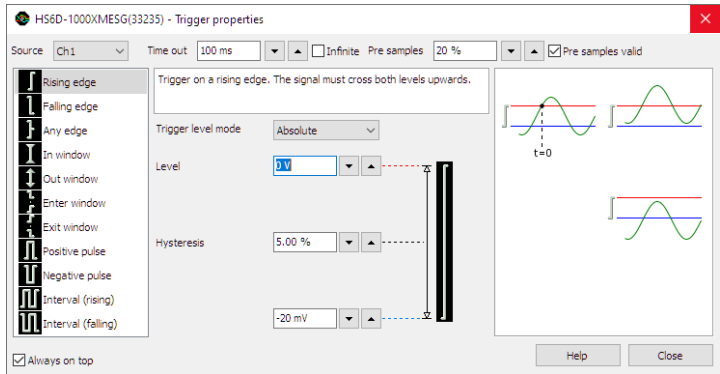 HS6D-1000XMESG(33235) - Trigger properties
Source Ch1 Time out 100 ms Infinite Pre samples 20 % Pre samples valid
Rising edge
Falling edge
Any edge
In window
Out window
Enter window
Exit window
Positive pulse
Negative pulse
Interval (rising)
Interval (falling)
Trigger on a rising edge. The signal must cross both levels upwards.
Trigger level mode Absolute
Level 0 V
Hysteresis 5.00 %
-20 mV
t=0
Always on top
Help Close